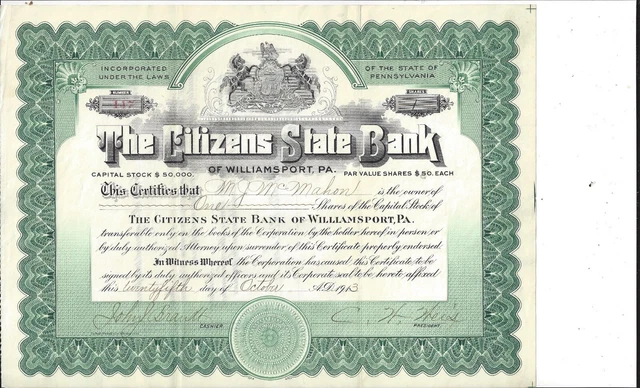 INCORPORATED
UNDER THE LAWS
OF THE STATE OF
PENNSYLVANIA
NUMBER
SHARES
1
The Citizens State Bank
OF WILLIAMSPORT, PA.
CAPITAL STOCK $ 50,000.
PAR VALUE SHARES $ 50. EACH
This Certifies that M J McMahon is the owner of
One Shares of the Capital Stock of
THE CITIZENS STATE BANK OF WILLIAMSPORT, PA.
transferable only on the books of the Corporation by the holder hereof in person or
by duly authorized Attorney upon surrender of this Certificate properly endorsed.
In Witness Whereof the Corporation has caused this Certificate to be
signed by its duly authorized officers and its Corporate seal to be hereto affixed
this twenty fifth day of October A.D. 1913
CASHIER.
PRESIDENT.